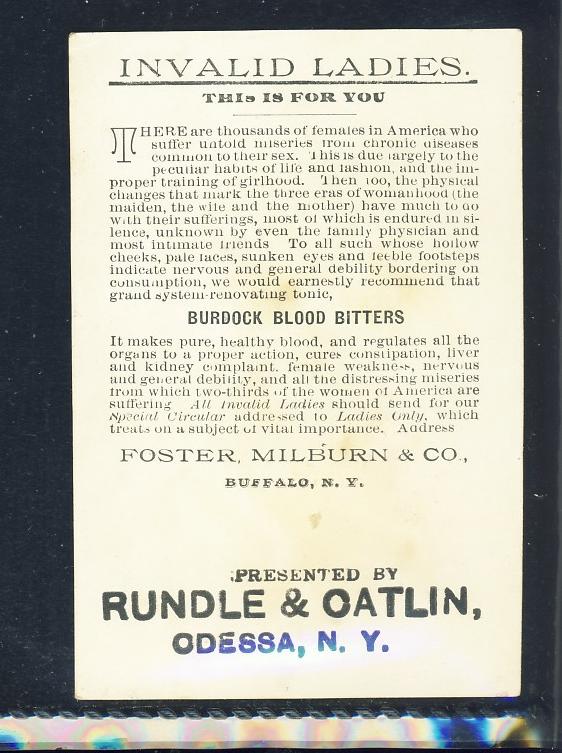 INVALID LADIES.
THIS IS FOR YOU
THERE are thousands of females in America who
suffer untold miseries from chronic diseases
common to their sex. This is due largely to the
peculiar habits of life and fashion, and the im-
proper training of girlhood. Then too, the physical
changes that mark the three eras of womanhood (the
maiden, the wife and the mother) have much to do
with their sufferings, most of which is endured in si-
lence, unknown by even the family physician and
most intimate friends To all such whose hollow
cheeks, pale faces, sunken eyes and feeble footsteps
indicate nervous and general debility bordering on
consumption, we would earnestly recommend that
grand system-renovating tonic,
BURDOCK BLOOD BITTERS
It makes pure, healthy blood, and regulates all the
organs to a proper action, cures constipation, liver
and kidney complaint. female weakness, nervous
and general debility, and all the distressing miseries
from which two-thirds of the women of America are
suffering All Invalid Ladies should send for our
Special Circular addressed to Ladies Only, which
treats on a subject of vital importance. Address
FOSTER, MILBURN & CO.,
BUFFALO, N. Y.
PRESENTED BY
RUNDLE & CATLIN,
ODESSA, N. Y.